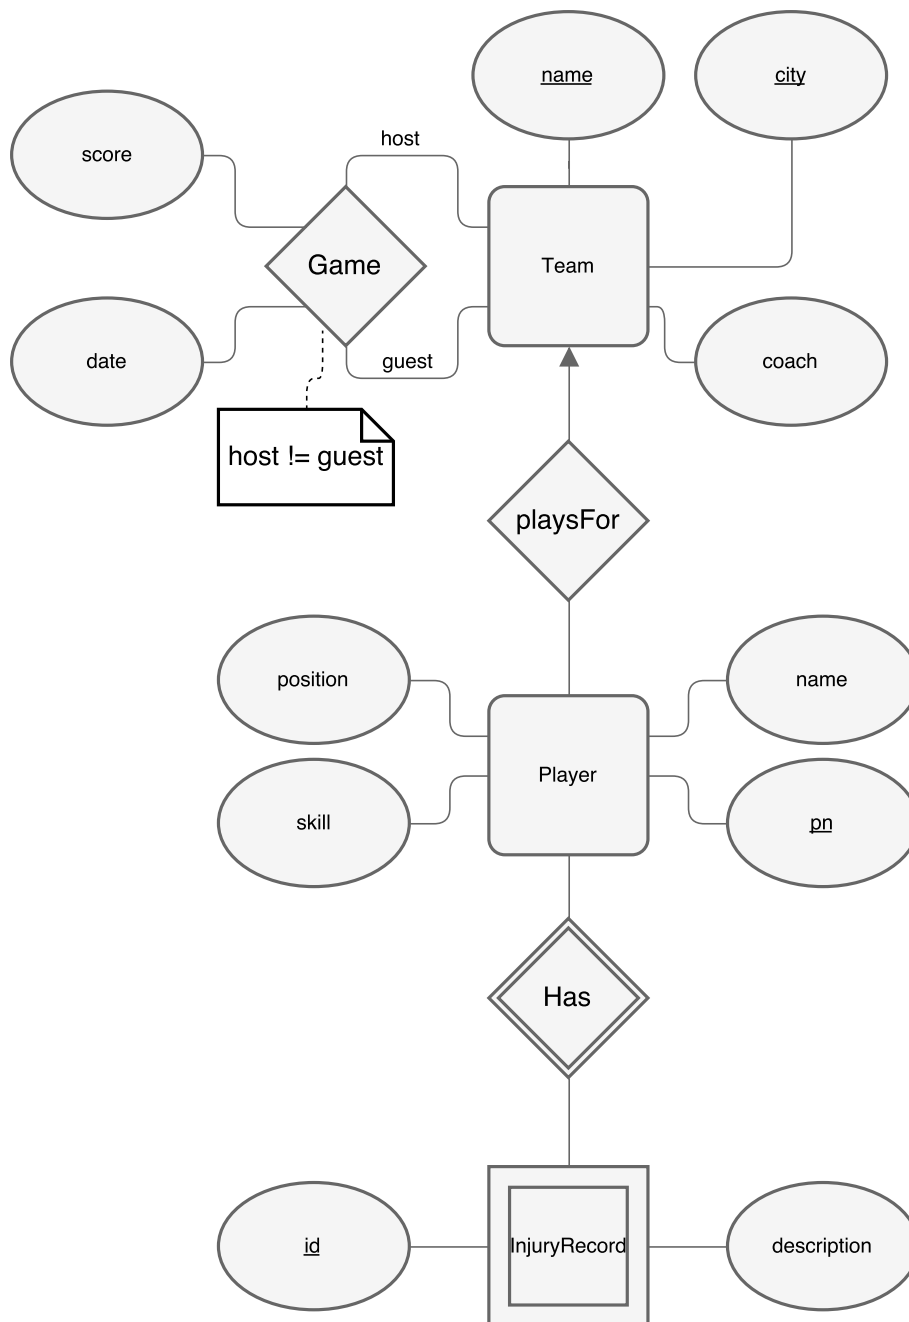 name
city
host
score
Game
Team
date
guest
coach
host != guest
playsFor
position
name
Player
skill
pn
Has
id
InjuryRecord
description